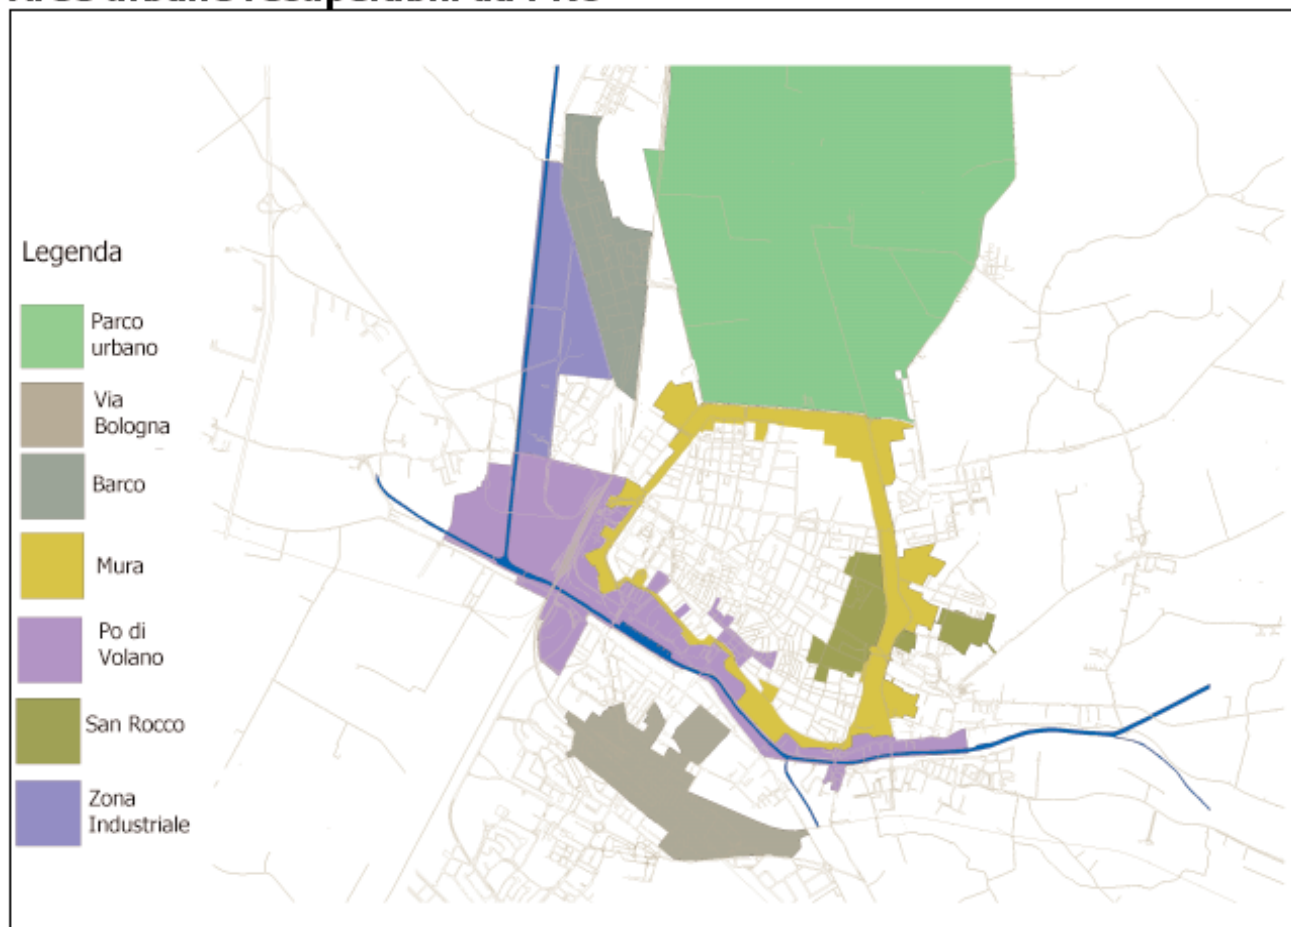 Legenda
Parco
urbano
Via
Bologna
Barco
Mura
Po di
Volano
San Rocco
Zona
Industriale